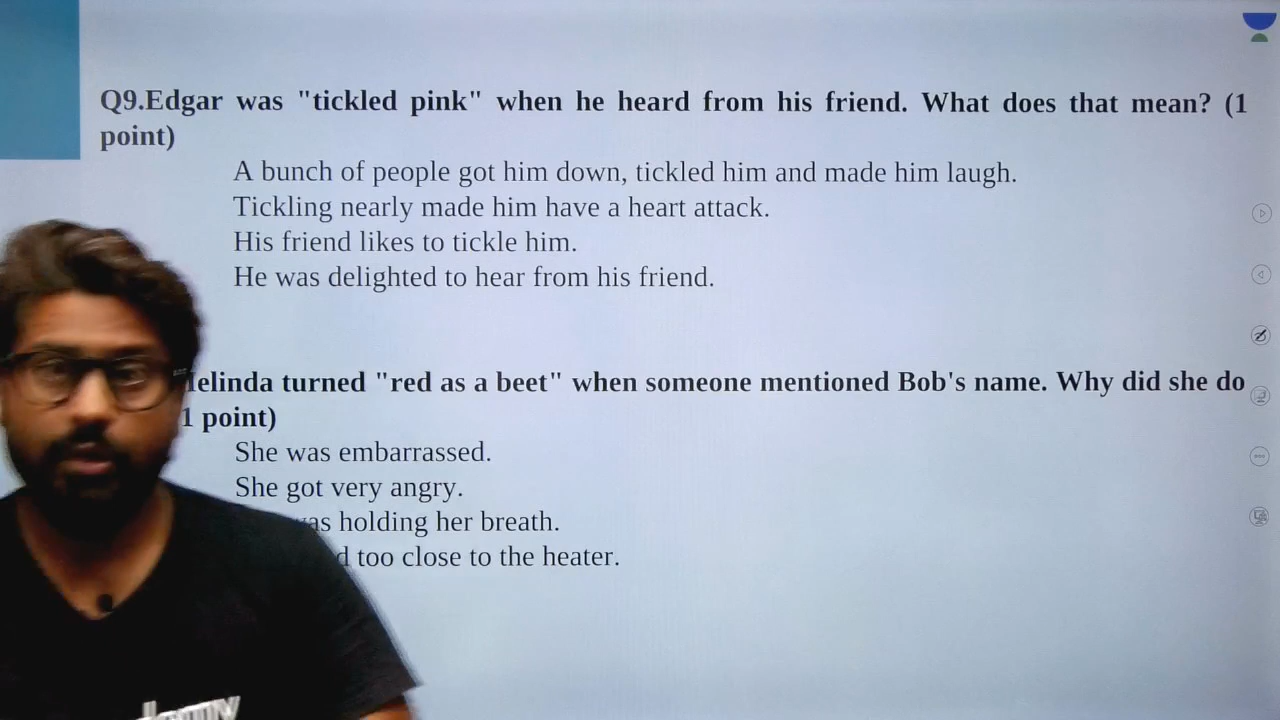 Q9.Edgar was "tickled pink" when he heard from his friend. What does that mean? (1
point)
A bunch of people got him down, tickled him and made him laugh.
Tickling nearly made him have a heart attack.
His friend likes to tickle him.
He was delighted to hear from his friend.
turned "red as a beet" when someone mentioned Bob's name. Why did she do
1 point)
She was embarrassed.
She got very angry.
holding her breath.
too close to the heater.